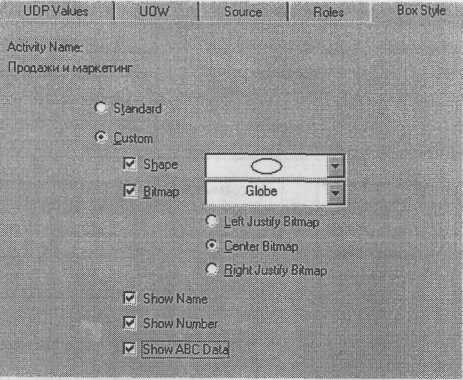 UDP Values UOW Source Roles Box Style
Activity Name:
Продажи и маркетинг
Standard
Custom
Shape
Bitmap Globe
Left Justify Bitmap
Center Bitmap
Right Justify Bitmap
Show Name
Show Number
Show ABC Data